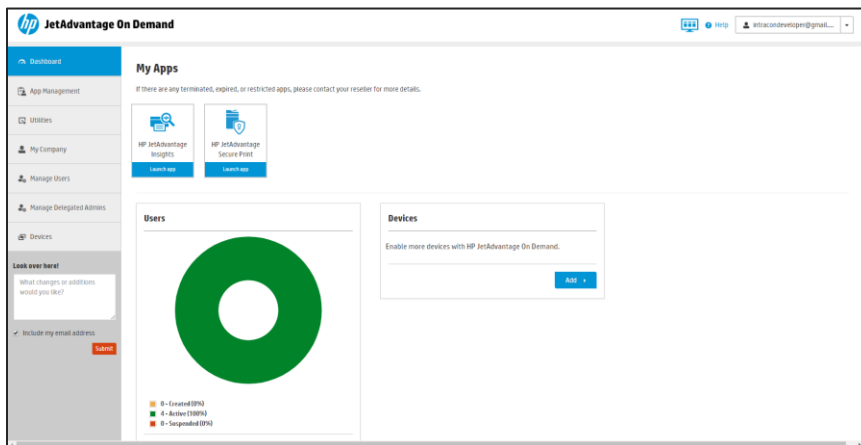 hp JetAdvantage On Demand
Help
intracondeveloper@gmail....
Dashboard
App Management
Utilities
My Company
Manage Users
Manage Delegated Admins
Devices
Look over here!
What changes or additions
would you like?
Include my email address
Submit
My Apps
If there are any terminated, expired, or restricted apps, please contact your reseller for more details.
HP JetAdvantage
Insights
Launch app
HP JetAdvantage
Secure Print
Launch app
Users
0 - Created (0%)
4 - Active (100%)
0 - Suspended (0%)
Devices
Enable more devices with HP JetAdvantage On Demand.
Add